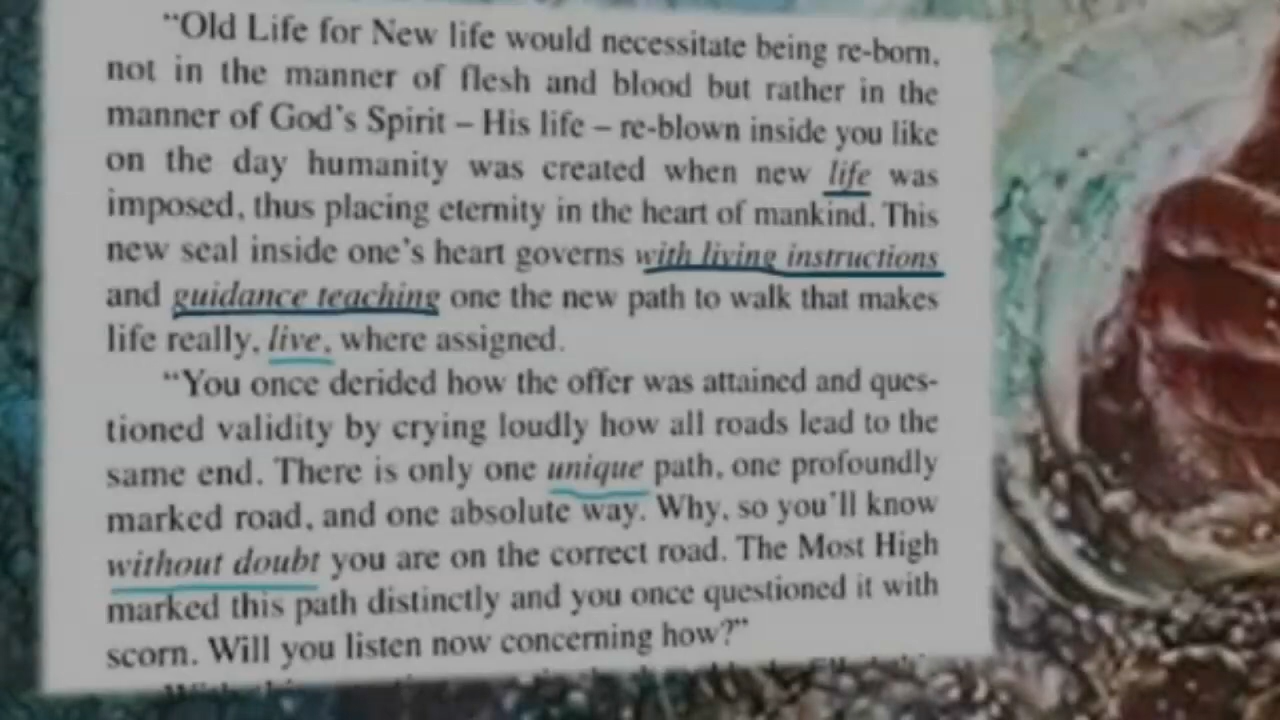 “Old Life for New life would necessitate being re-born,
not in the manner of flesh and blood but rather in the
manner of God’s Spirit – His life – re-blown inside you like
on the day humanity was created when new life was
imposed, thus placing eternity in the heart of mankind. This
new seal inside one’s heart governs with living instructions
and guidance teaching one the new path to walk that makes
life really, live, where assigned.
“You once derided how the offer was attained and ques-
tioned validity by crying loudly how all roads lead to the
same end. There is only one unique path, one profoundly
marked road, and one absolute way. Why, so you’ll know
without doubt you are on the correct road. The Most High
marked this path distinctly and you once questioned it with
scorn. Will you listen now concerning how?”